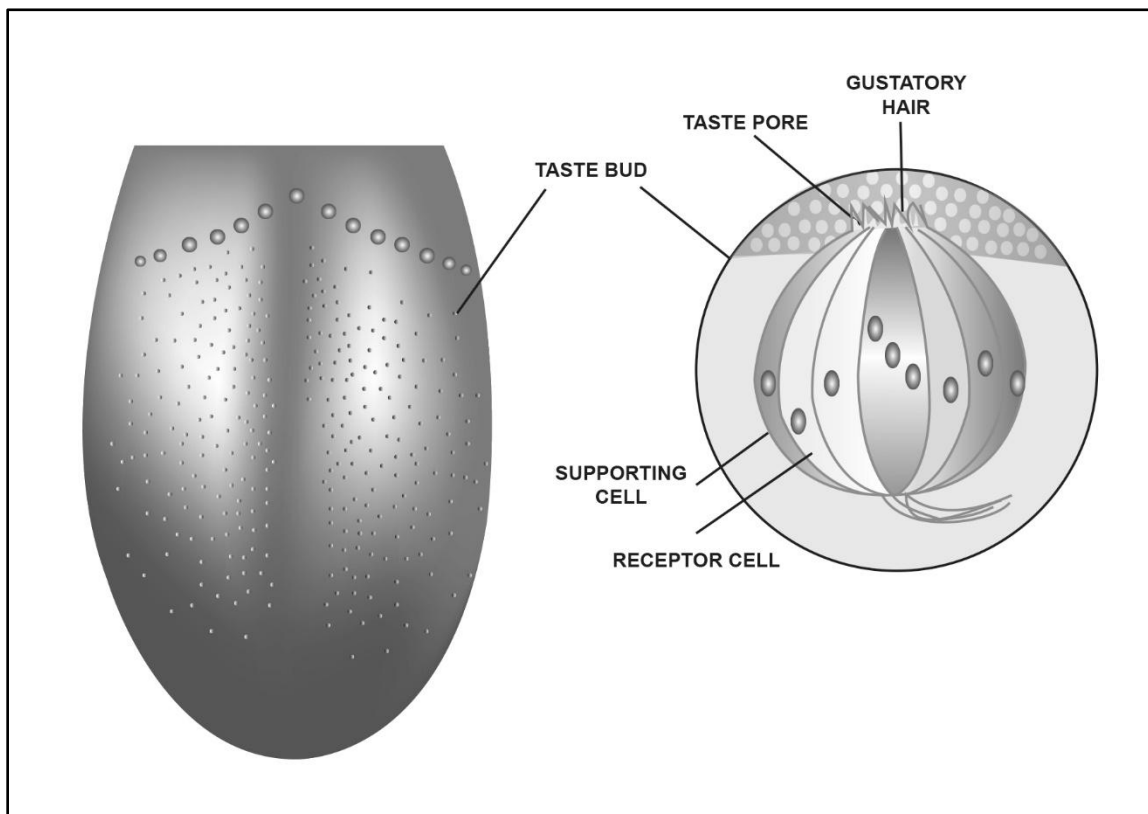 GUSTATORY
HAIR
TASTE PORE
TASTE BUD
SUPPORTING
CELL
RECEPTOR CELL